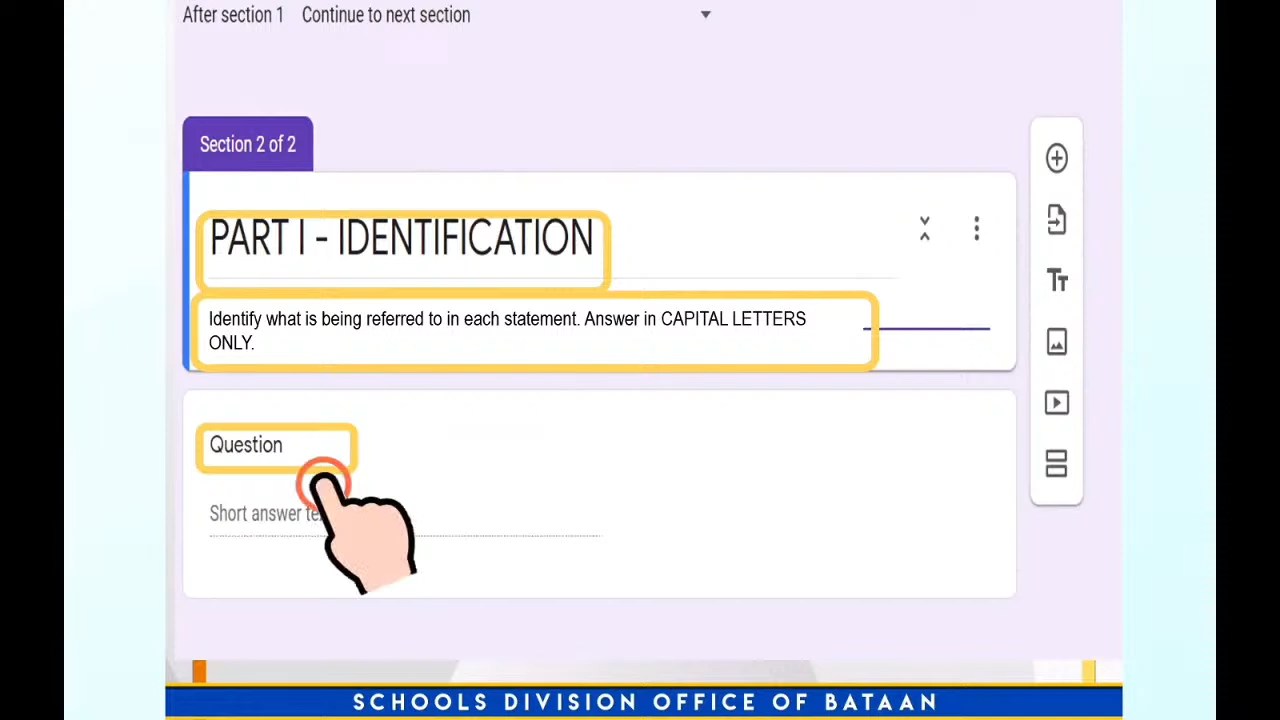 After section 1 Continue to next section
Section 2 of 2
PART I - IDENTIFICATION
Identify what is being referred to in each statement. Answer in CAPITAL LETTERS
ONLY.
Question
Short answer te
SCHOOLS DIVISION OFFICE OF BATAAN